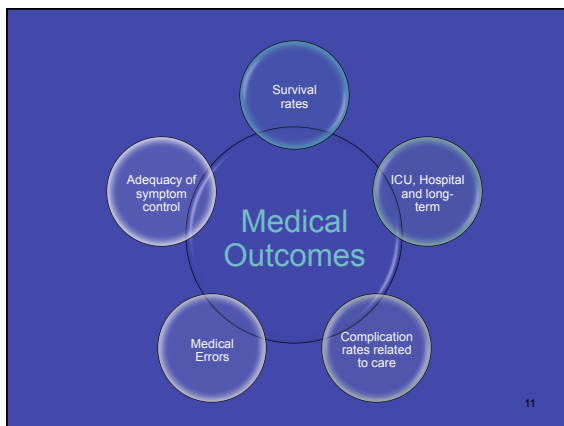 Survival
rates
ICU, Hospital
and long-
term
Complication
rates related
to care
Medical
Errors
Adequacy of
symptom
control
Medical
Outcomes
11